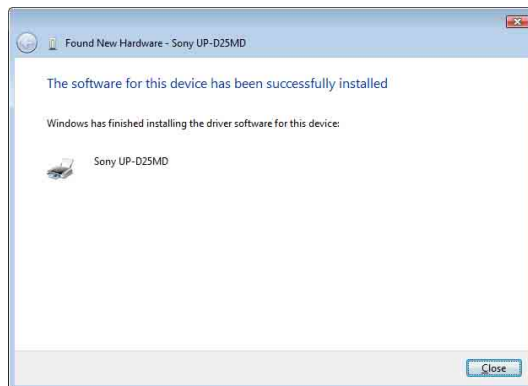 Found New Hardware - Sony UP-D25MD
The software for this device has been successfully installed
Windows has finished installing the driver software for this device:
Sony UP-D25MD
Close